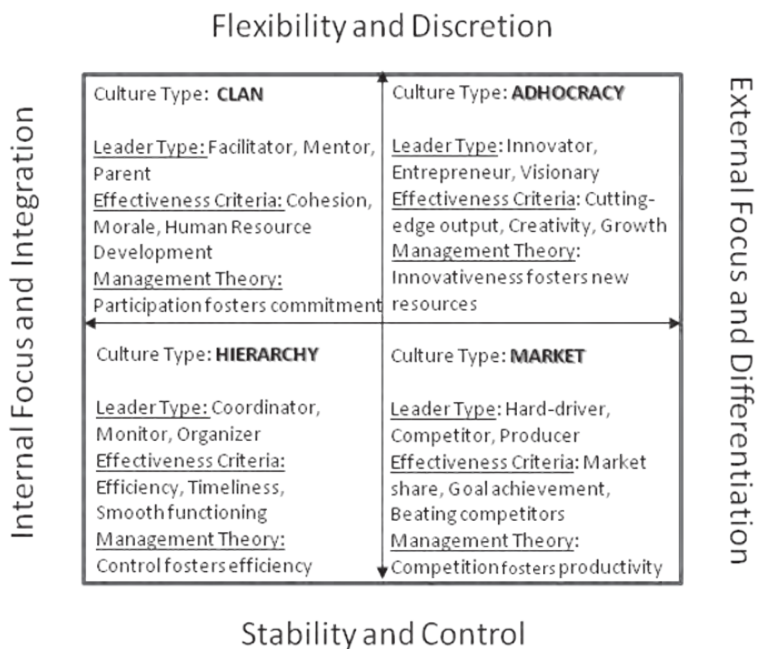 Flexibility and Discretion
Internal Focus and Integration
Culture Type: CLAN
Leader Type: Facilitator, Mentor,
Parent
Effectiveness Criteria: Cohesion,
Morale, Human Resource
Development
Management Theory:
Participation fosters commitment
Culture Type: ADHOCRACY
Leader Type: Innovator,
Entrepreneur, Visionary
Effectiveness Criteria: Cutting-
edge output, Creativity, Growth
Management Theory:
Innovativeness fosters new
resources
Culture Type: HIERARCHY
Leader Type: Coordinator,
Monitor, Organizer
Effectiveness Criteria:
Efficiency, Timeliness,
Smooth functioning
Management Theory:
Control fosters efficiency
Culture Type: MARKET
Leader Type: Hard-driver,
Competitor, Producer
Effectiveness Criteria: Market
share, Goal achievement,
Beating competitors
Management Theory:
Competition fosters productivity
External Focus and Differentiation
Stability and Control